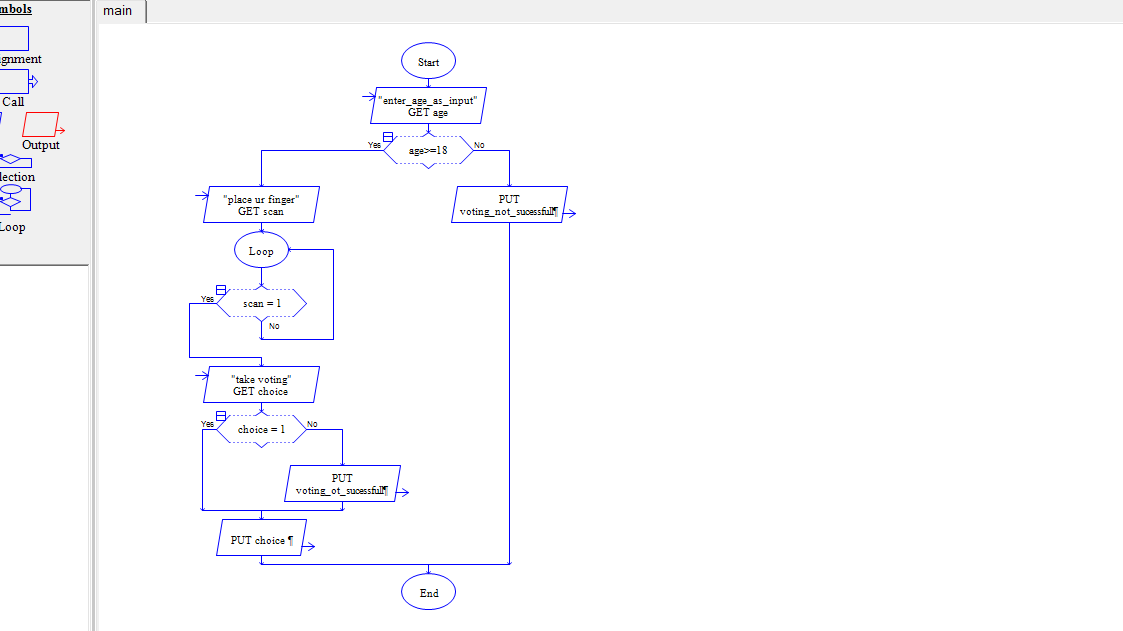 mbols
main
gnment
Call
Output
lection
Loop
Start
"enter_age_as_input"
GET age
Yes
age>=18
No
"place ur finger"
GET scan
PUT
voting_not_sucessfull¶
Loop
Yes
scan = 1
No
"take voting"
GET choice
Yes
choice = 1
No
PUT
voting_ot_sucessfull¶
PUT choice ¶
End